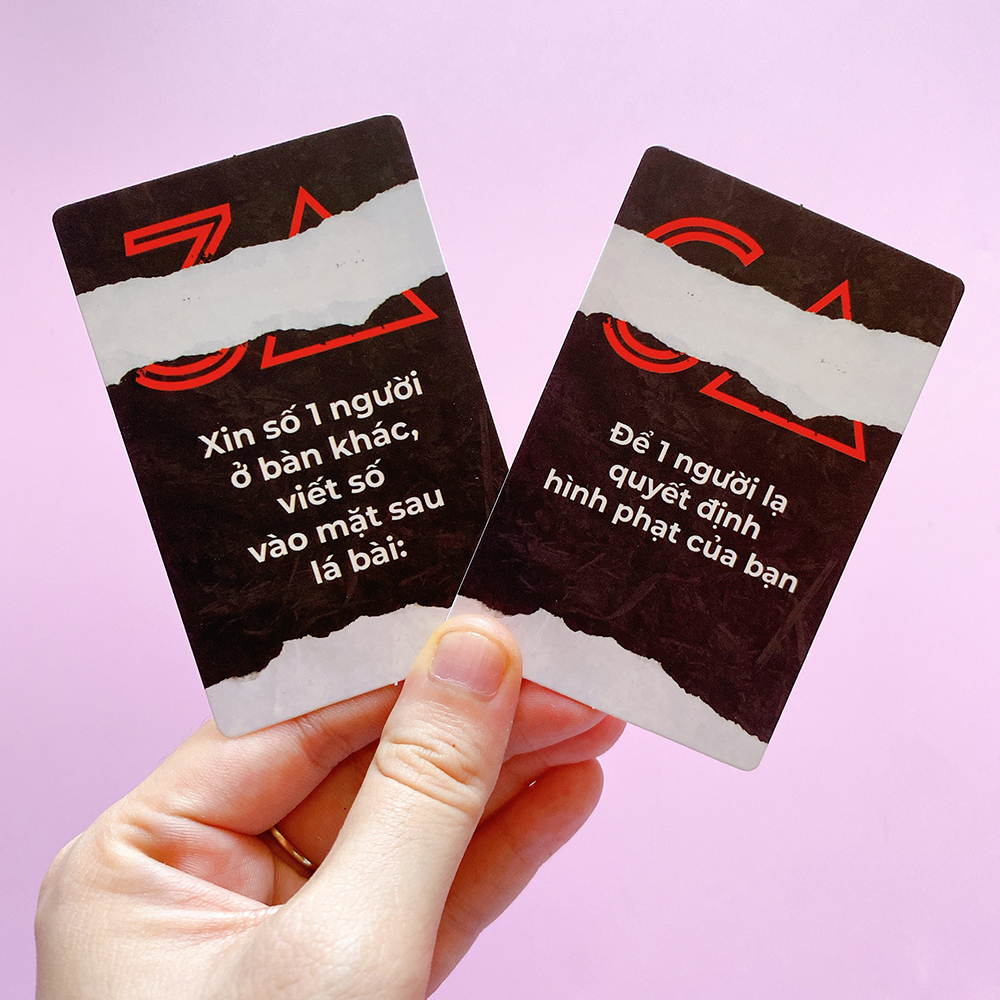 Xin số 1 người
ở bàn khác,
viết số
vào mặt sau
lá bài:
Để 1 người lạ
quyết định
hình phạt của bạn